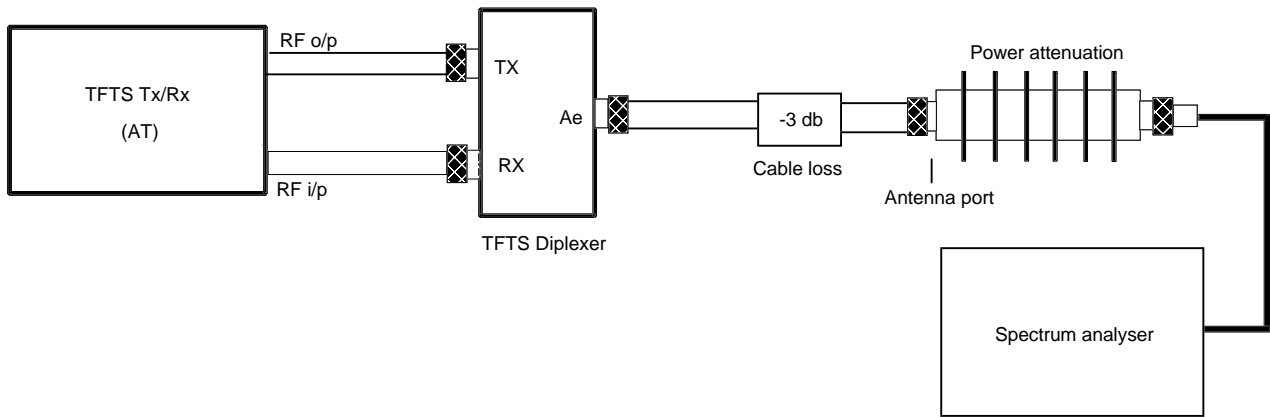 RF o/p
TFTS Tx/Rx
(AT)
RF i/p
TX
Ae
RX
TFTS Diplexer
-3 db
Cable loss
Power attenuation
Antenna port
Spectrum analyser